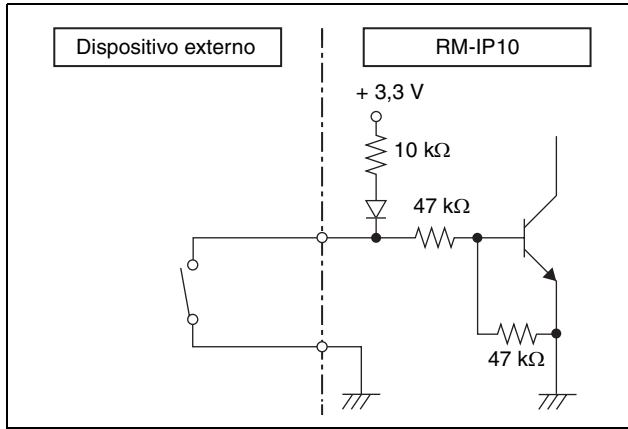 Dispositivo externo
RM-IP10
+ 3,3 V
10 kΩ
47 kΩ
47 kΩ